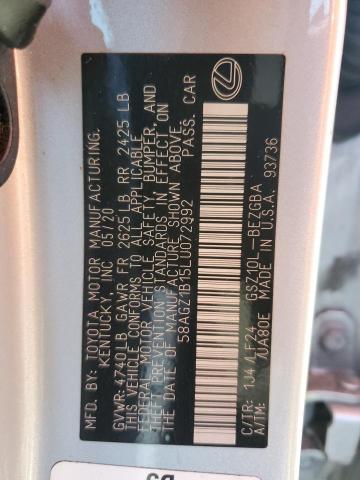 MFD. BY: TOYOTA MOTOR MANUFACTURING.
KENTUCKY, INC 05/20
GVWR: 4740LB GAWR FR 2625LB RR 2425LB
THIS VEHICLE CONFORMS TO ALL APPLICABLE
FEDERAL MOTOR VEHICLE SAFETY, BUMPER, AND
THEFT PREVENTION STANDARDS IN EFFECT ON
THE DATE OF MANUFACTURE SHOWN ABOVE.
58AGZ1B15LU072992 PASS. CAR
C/TR: 1J4 LF24 GSZ10L-BEZGBA
A/TM: /UA80E MADE IN U.S.A. 93736